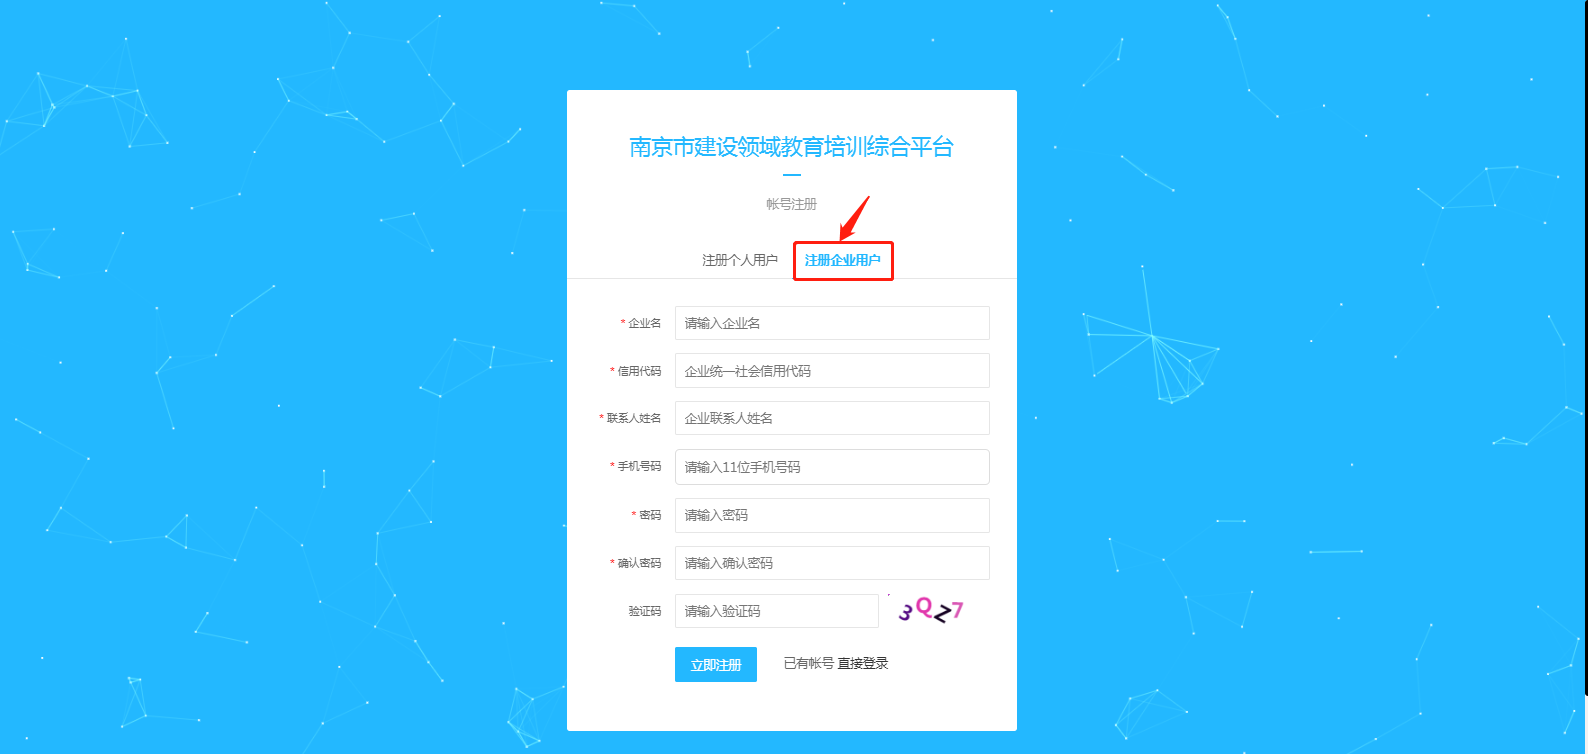 南京市建设领域教育培训综合平台
帐号注册
注册个人用户 注册企业用户
* 企业名 请输入企业名
* 信用代码 企业统一社会信用代码
* 联系人姓名 企业联系人姓名
* 手机号码 请输入11位手机号码
* 密码 请输入密码
* 确认密码 请输入确认密码
验证码 请输入验证码 3QZ7
立即注册 已有帐号 直接登录